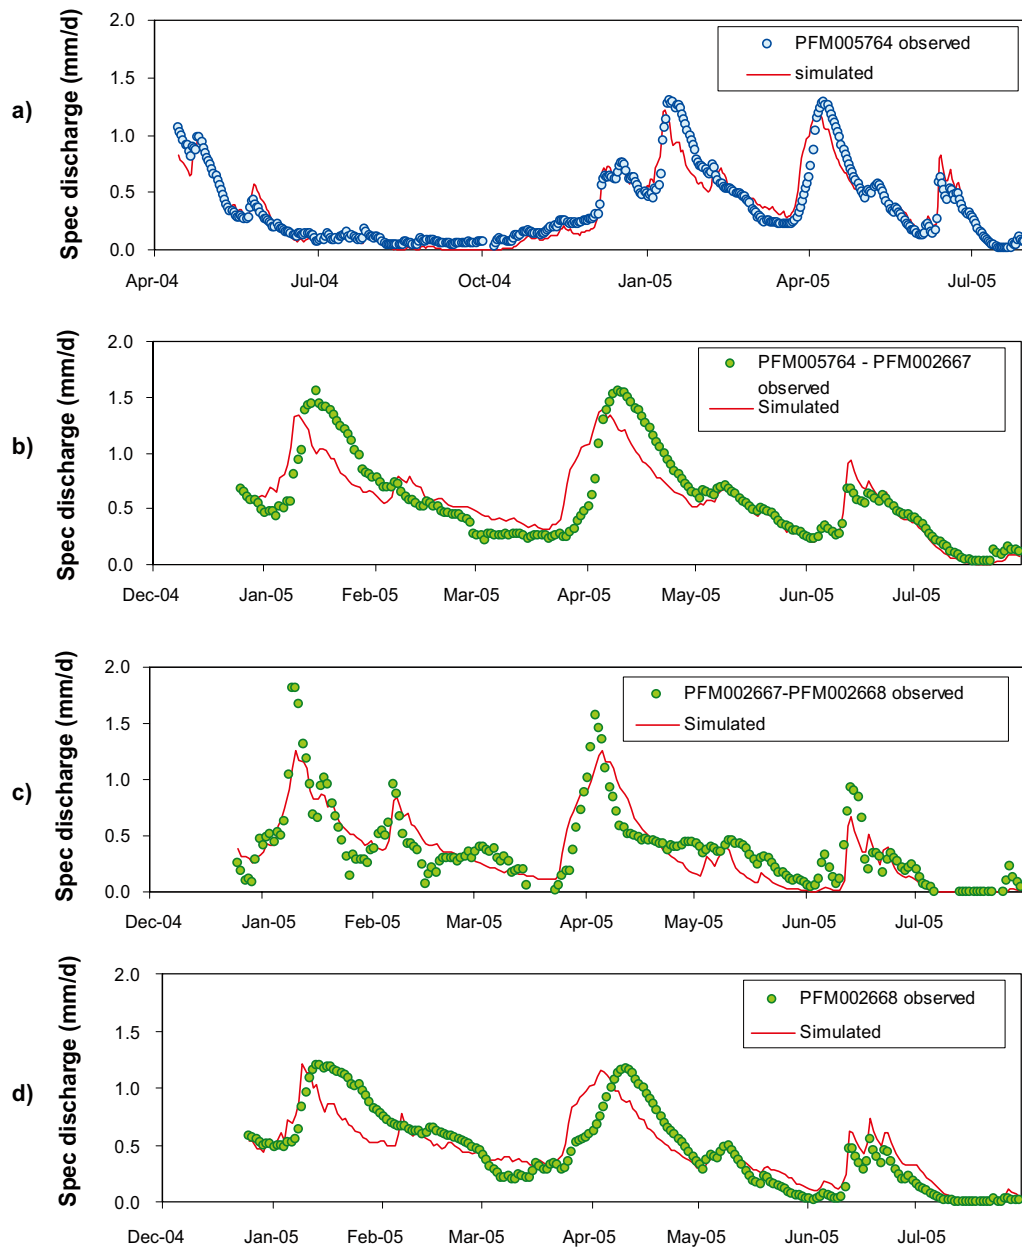 a)
Spec discharge (mm/d)
2.0
1.5
1.0
0.5
0.0
PFM005764 observed
simulated
Apr-04 Jul-04 Oct-04 Jan-05 Apr-05 Jul-05
b)
Spec discharge (mm/d)
2.0
1.5
1.0
0.5
0.0
PFM005764 - PFM002667
observed
Simulated
Dec-04 Jan-05 Feb-05 Mar-05 Apr-05 May-05 Jun-05 Jul-05
c)
Spec discharge (mm/d)
2.0
1.5
1.0
0.5
0.0
PFM002667-PFM002668 observed
Simulated
Dec-04 Jan-05 Feb-05 Mar-05 Apr-05 May-05 Jun-05 Jul-05
d)
Spec discharge (mm/d)
2.0
1.5
1.0
0.5
0.0
PFM002668 observed
Simulated
Dec-04 Jan-05 Feb-05 Mar-05 Apr-05 May-05 Jun-05 Jul-05